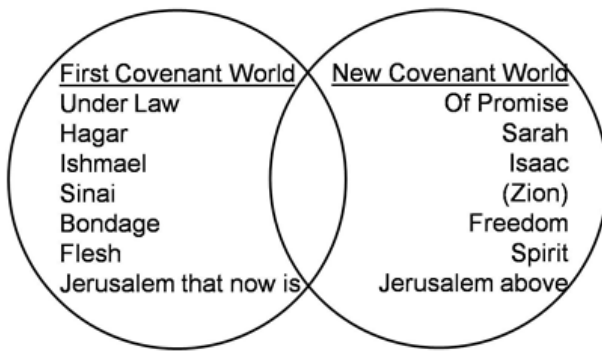 First Covenant World
Under Law
Hagar
Ishmael
Sinai
Bondage
Flesh
Jerusalem that now is
New Covenant World
Of Promise
Sarah
Isaac
(Zion)
Freedom
Spirit
Jerusalem above